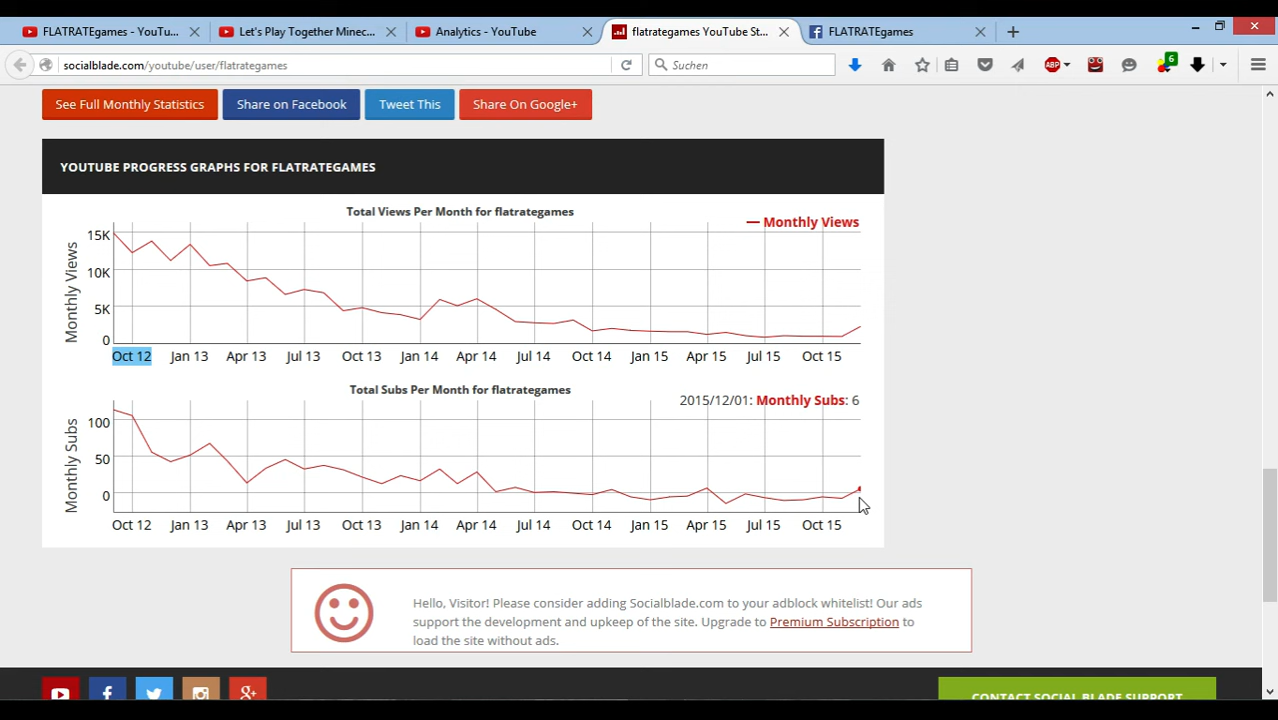 FLATRATEgames - YouTu...
Let's Play Together Minec...
Analytics - YouTube
flatrategames YouTube St...
FLATRATEgames
socialblade.com/youtube/user/flatrategames
Suchen
ABP
6
See Full Monthly Statistics
Share on Facebook
Tweet This
Share On Google+
YOUTUBE PROGRESS GRAPHS FOR FLATRATEGAMES
Total Views Per Month for flatrategames
Monthly Views
Monthly Views
15K
10K
5K
0
Oct 12 Jan 13 Apr 13 Jul 13 Oct 13 Jan 14 Apr 14 Jul 14 Oct 14 Jan 15 Apr 15 Jul 15 Oct 15
Total Subs Per Month for flatrategames
2015/12/01: Monthly Subs: 6
Monthly Subs
100
50
0
Oct 12 Jan 13 Apr 13 Jul 13 Oct 13 Jan 14 Apr 14 Jul 14 Oct 14 Jan 15 Apr 15 Jul 15 Oct 15
Hello, Visitor! Please consider adding Socialblade.com to your adblock whitelist! Our ads
support the development and upkeep of the site. Upgrade to Premium Subscription to
load the site without ads.
CONTACT SOCIAL BLADE SUPPORT